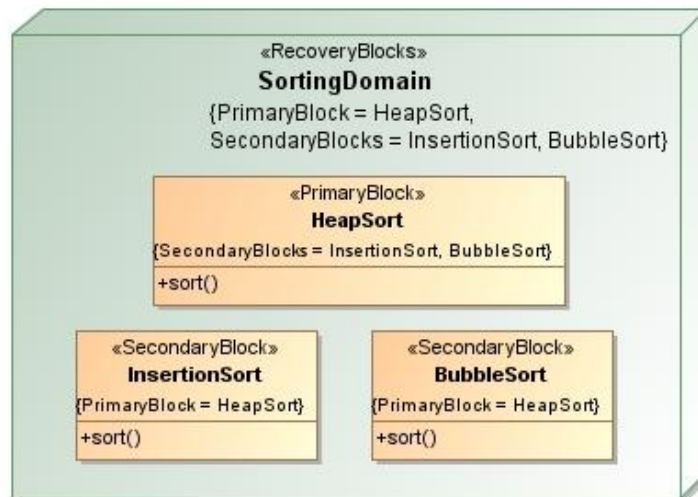 «RecoveryBlocks»
SortingDomain
{PrimaryBlock = HeapSort,
SecondaryBlocks = InsertionSort, BubbleSort}
«PrimaryBlock»
HeapSort
{SecondaryBlocks = InsertionSort, BubbleSort}
+sort()
«SecondaryBlock»
InsertionSort
{PrimaryBlock = HeapSort}
+sort()
«SecondaryBlock»
BubbleSort
{PrimaryBlock = HeapSort}
+sort()